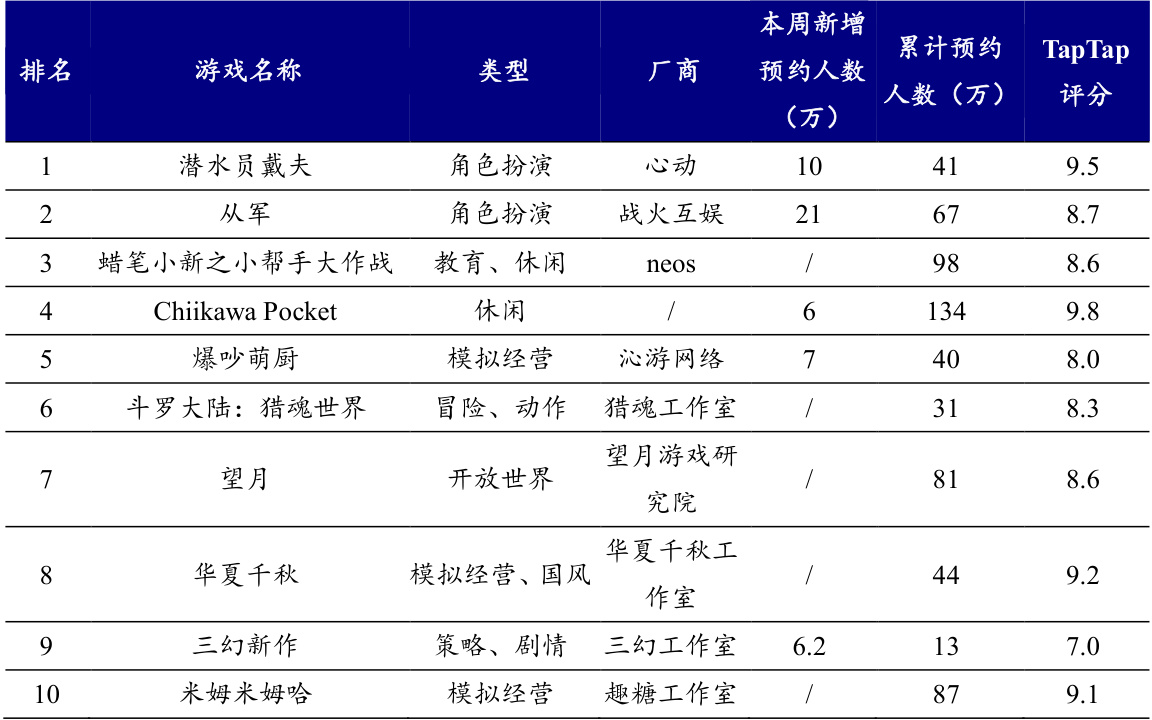 排名 游戏名称 类型 厂商 本周新增预约人数（万） 累计预约人数（万） TapTap评分
1 潜水员戴夫 角色扮演 心动 10 41 9.5
2 从军 角色扮演 战火互娱 21 67 8.7
3 蜡笔小新之小帮手大作战 教育、休闲 neos / 98 8.6
4 Chiikawa Pocket 休闲 / 6 134 9.8
5 爆吵萌厨 模拟经营 沁游网络 7 40 8.0
6 斗罗大陆：猎魂世界 冒险、动作 猎魂工作室 / 31 8.3
7 望月 开放世界 望月游戏研究院 / 81 8.6
8 华夏千秋 模拟经营、国风 华夏千秋工作室 / 44 9.2
9 三幻新作 策略、剧情 三幻工作室 6.2 13 7.0
10 米姆米姆哈 模拟经营 趣糖工作室 / 87 9.1